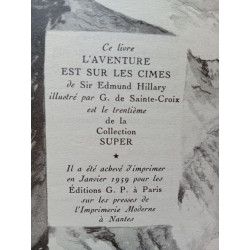 Ce livre
L'AVENTURE
EST SUR LES CIMES
de Sir Edmund Hillary
illustré par G. de Sainte-Croix
est le trentième
de la
Collection
SUPER
★
Il a été achevé d'imprimer
en Janvier 1959 pour les
Éditions G. P. à Paris
sur les presses de
l'Imprimerie Moderne
à Nantes